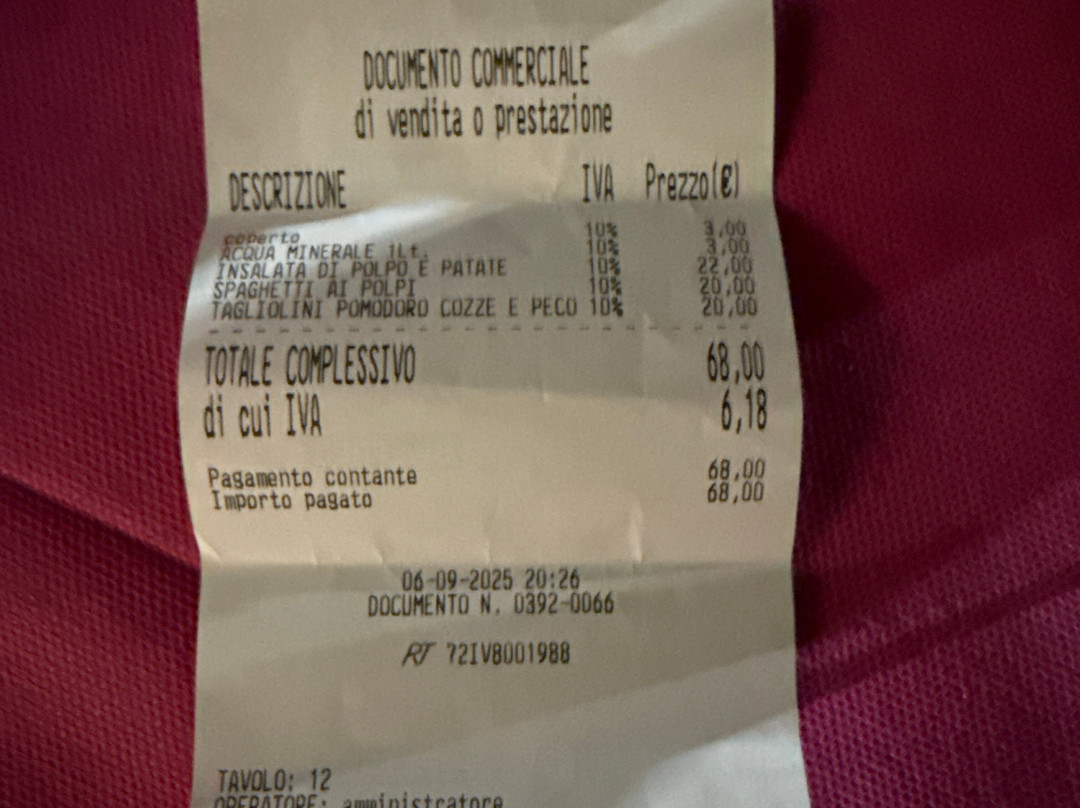 DOCUMENTO COMMERCIALE
di vendita o prestazione
DESCRIZIONE IVA Prezzo(€)
coperto 10% 3,00
ACQUA MINERALE 1Lt. 10% 3,00
INSALATA DI POLPO E PATATE 10% 22,00
SPAGHETTI AI POLPI 10% 20,00
TAGLIOLINI POMODORO COZZE E PECO 10% 20,00
TOTALE COMPLESSIVO 68,00
di cui IVA 6,18
Pagamento contante 68,00
Importo pagato 68,00
06-09-2025 20:26
DOCUMENTO N. 0392-0066
RT 72IV8001988
TAVOLO: 12
OPERATORE: amministratore